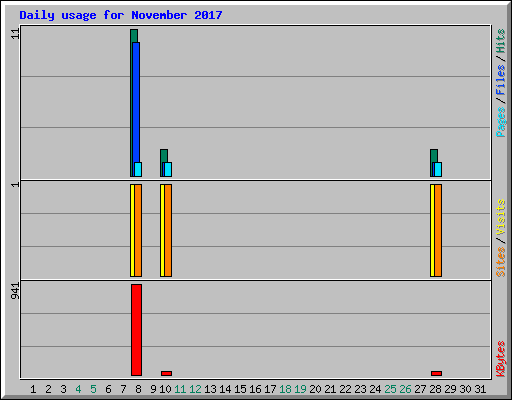 Daily usage for November 2017
11
Pages / Files / Hits
1
Sites / Visits
941
KBytes
1 2 3 4 5 6 7 8 9 10 11 12 13 14 15 16 17 18 19 20 21 22 23 24 25 26 27 28 29 30 31